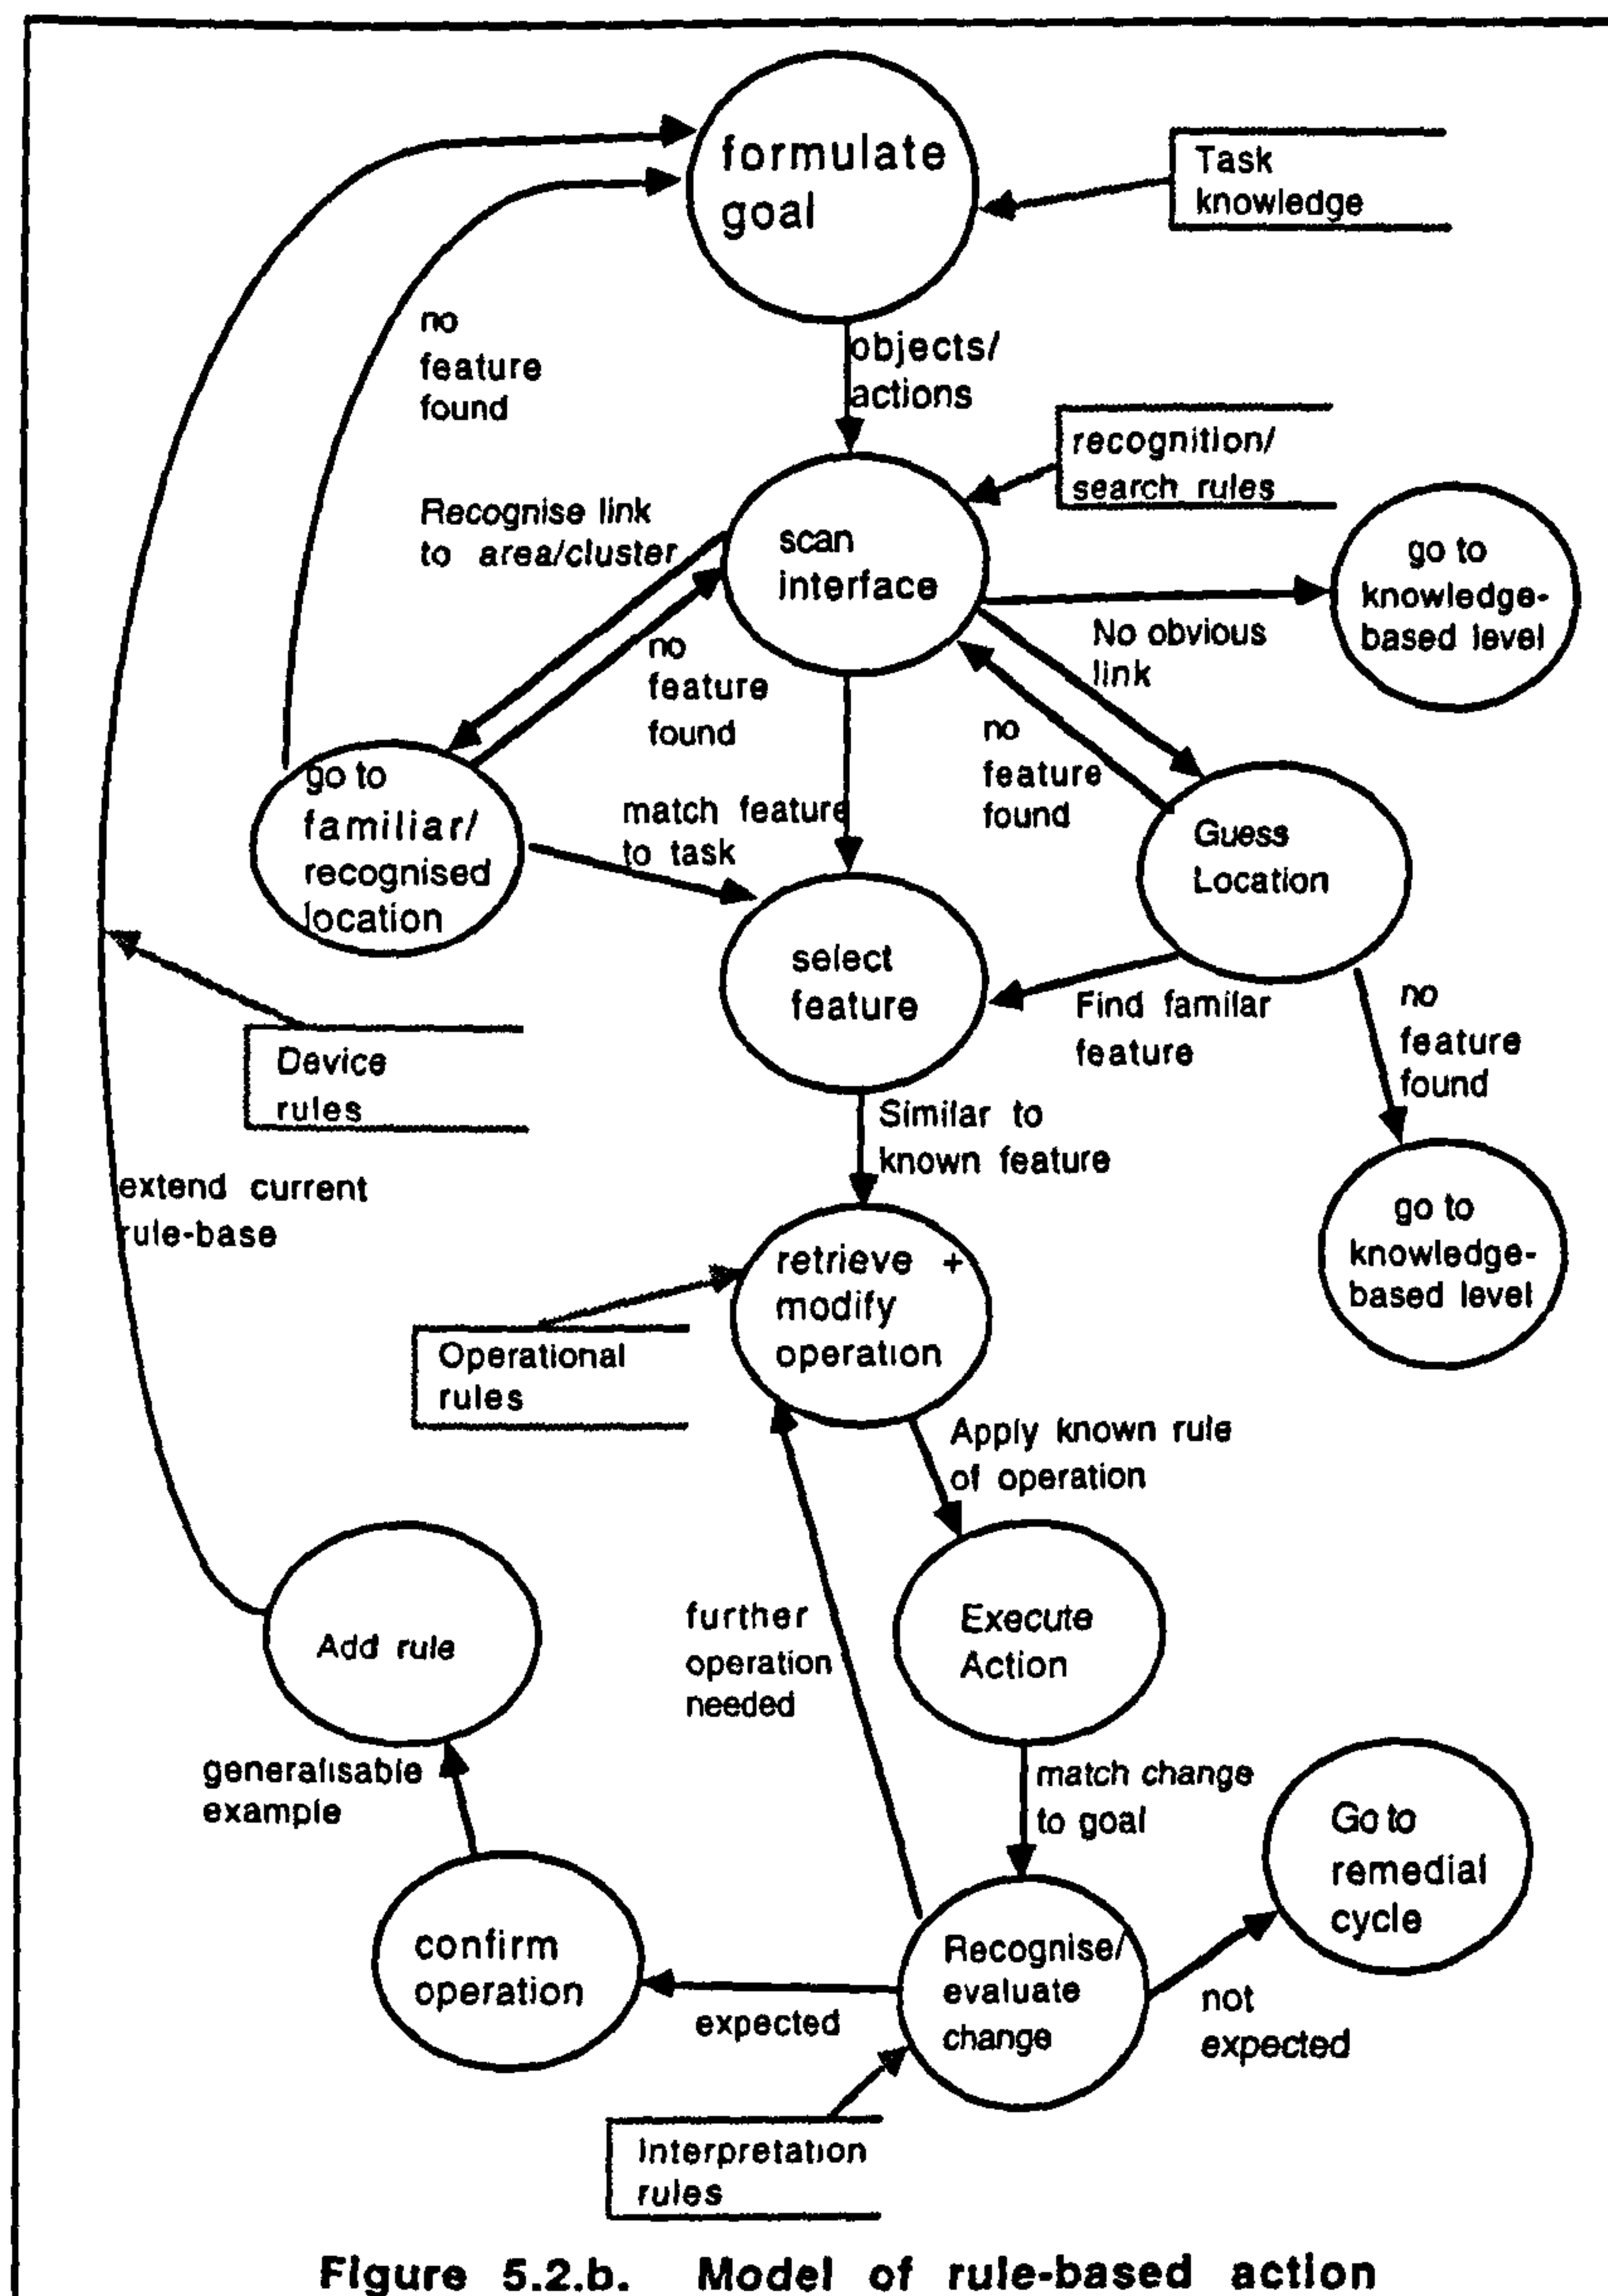 formulate
goal
Task
knowledge
no
feature
found
objects/
actions
recognition/
search rules
Recognise link
to area/cluster
scan
interface
go to
knowledge-
based level
No obvious
link
no
feature
found
no
feature
found
go to
familiar/
recognised
location
match feature
to task
Guess
Location
select
feature
Find familar
feature
no
feature
found
Device
rules
Similar to
known feature
extend current
rule-base
go to
knowledge-
based level
retrieve +
modify
operation
Operational
rules
Apply known rule
of operation
Add rule
further
operation
needed
Execute
Action
generalisable
example
match change
to goal
Go to
remedial
cycle
confirm
operation
Recognise/
evaluate
change
expected
not
expected
Interpretation
rules
Figure 5.2.b. Model of rule-based action